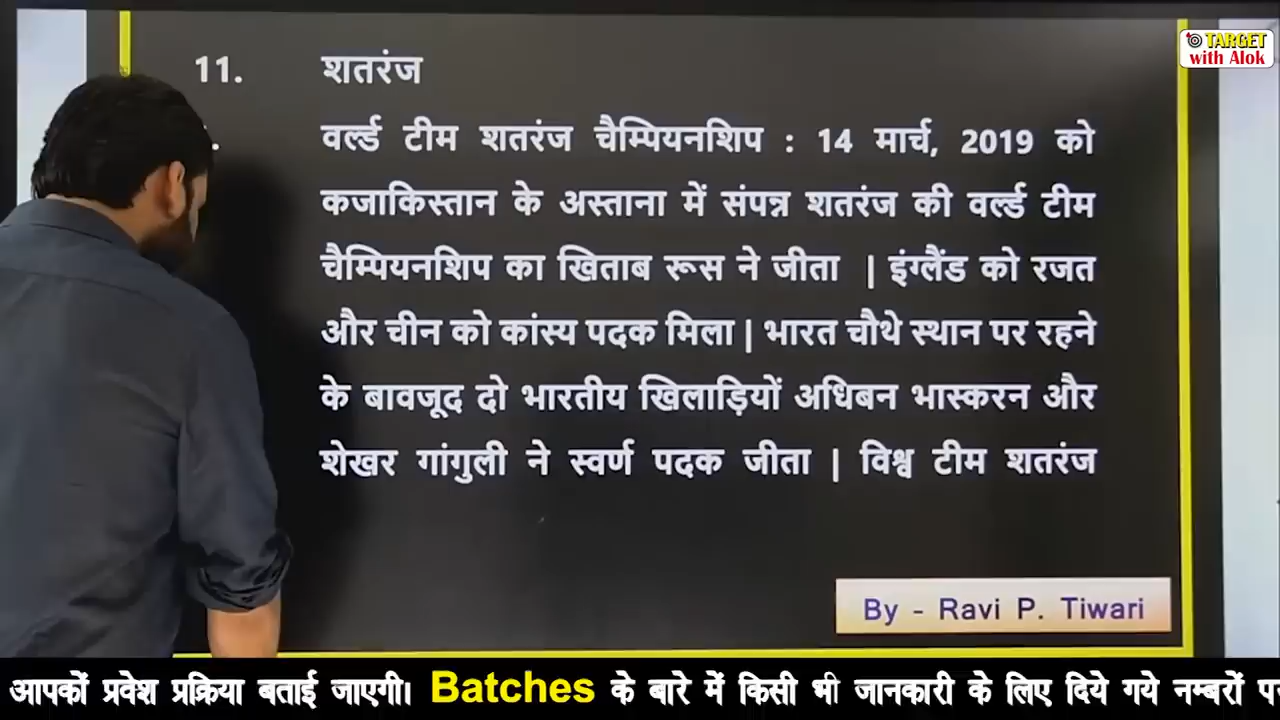 TARGET
with Alok
11. शतरंज
. वर्ल्ड टीम शतरंज चैम्पियनशिप : 14 मार्च, 2019 को
कजाकिस्तान के अस्ताना में संपन्न शतरंज की वर्ल्ड टीम
चैम्पियनशिप का खिताब रूस ने जीता | इंग्लैंड को रजत
और चीन को कांस्य पदक मिला | भारत चौथे स्थान पर रहने
के बावजूद दो भारतीय खिलाड़ियों अधिबन भास्करन और
शेखर गांगुली ने स्वर्ण पदक जीता | विश्व टीम शतरंज
By - Ravi P. Tiwari
आपकों प्रवेश प्रक्रिया बताई जाएगी। Batches के बारे में किसी भी जानकारी के लिए दिये गये नम्बरों